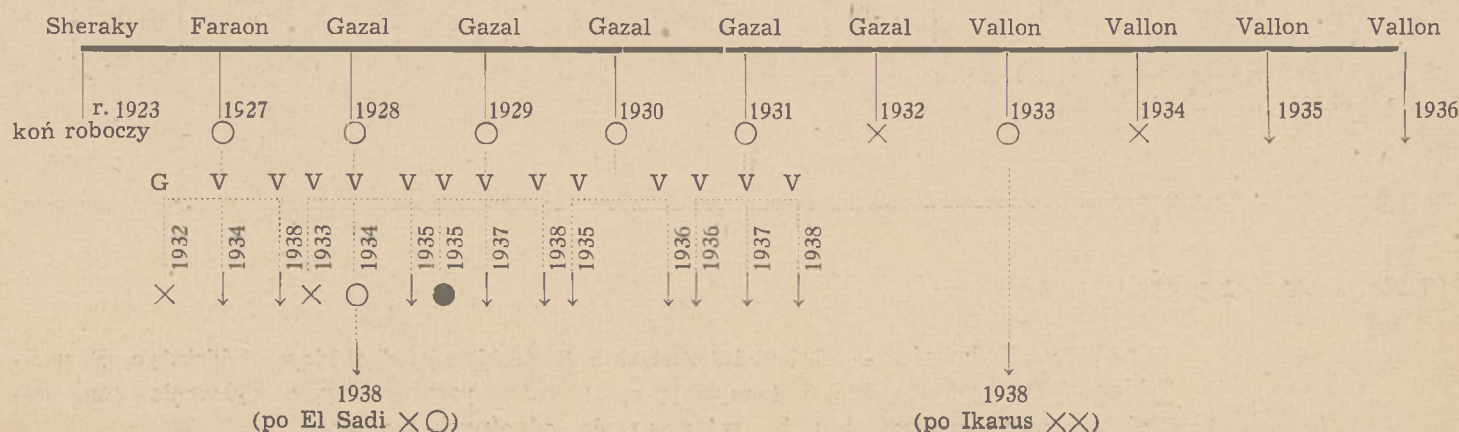 Sheraky Faraon Gazal Gazal Gazal Gazal Gazal Vallon Vallon Vallon Vallon
r. 1923 1927 1928 1929 1930 1931 1932 1933 1934 1935 1936
koń roboczy
G V V V V V V V V V V V V V
1932 1934 1938 1933 1934 1935 1935 1937 1938 1935 1936 1936 1937 1938
1938 1938
(po El Sadi ×○) (po Ikarus ××)